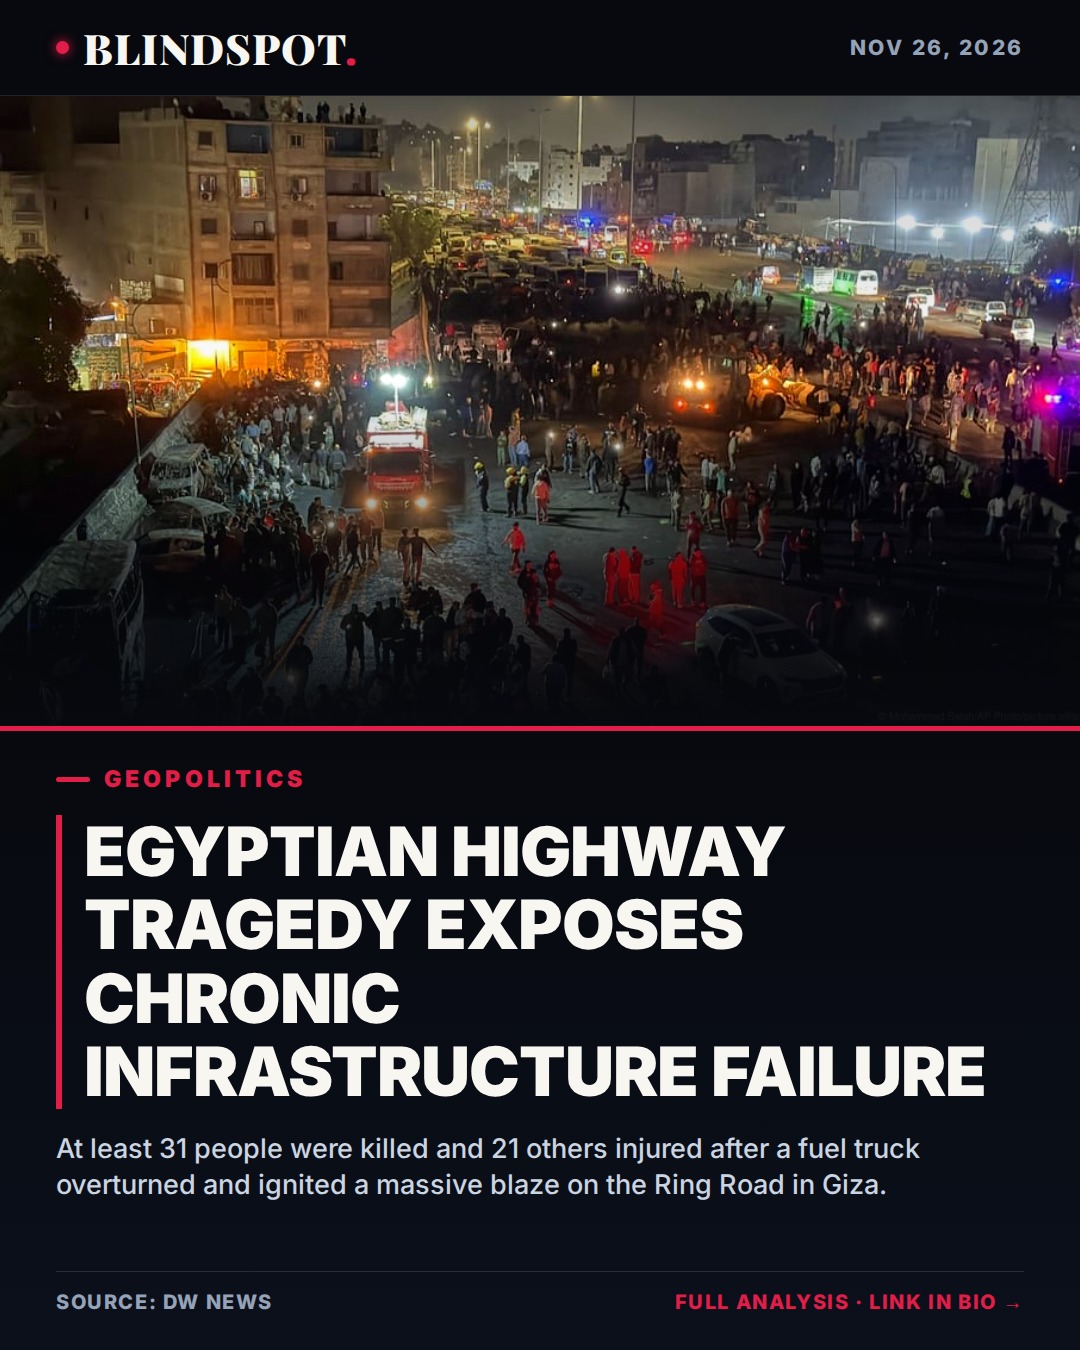 BLINDSPOT.
NOV 26, 2026
GEOPOLITICS
EGYPTIAN HIGHWAY
TRAGEDY EXPOSES
CHRONIC
INFRASTRUCTURE FAILURE
At least 31 people were killed and 21 others injured after a fuel truck
overturned and ignited a massive blaze on the Ring Road in Giza.
SOURCE: DW NEWS
FULL ANALYSIS · LINK IN BIO →